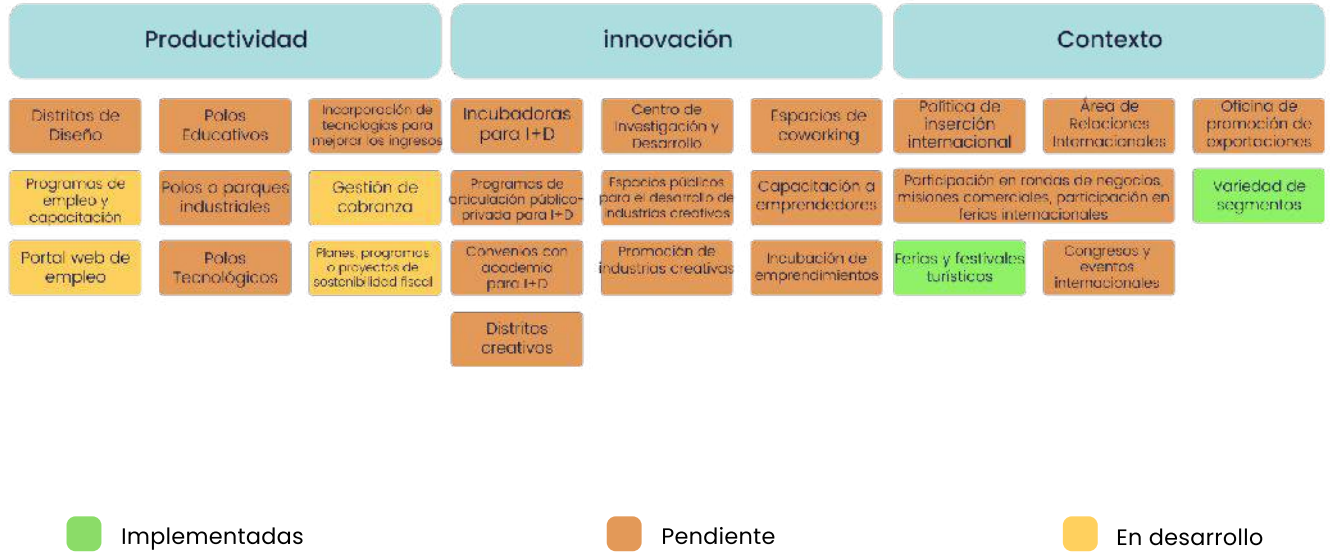 Productividad
innovación
Contexto
Distritos de
Diseño
Polos
Educativos
Incorporación de
tecnologías para
mejorar los ingresos
Incubadoras
para I+D
Centro de
Investigación y
Desarrollo
Espacios de
coworking
Política de
inserción
internacional
Área de
Relaciones
Internacionales
Oficina de
promoción de
exportaciones
Programas de
empleo y
capacitación
Polos o parques
industriales
Gestión de
cobranza
Programas de
articulación público-
privada para I+D
Espacios públicos
para el desarrollo de
industrias creativas
Capacitación a
emprendedores
Participación en rondas de negocios,
misiones comerciales, participación en
ferias internacionales
Variedad de
segmentos
Portal web de
empleo
Polos
Tecnológicos
Planes, programas
o proyectos de
sostenibilidad fiscal
Convenios con
academia
para I+D
Promoción de
industrias creativas
Incubación de
emprendimientos
Ferias y festivales
turísticos
Congresos y
eventos
internacionales
Distritos
creativos
Implementadas
Pendiente
En desarrollo